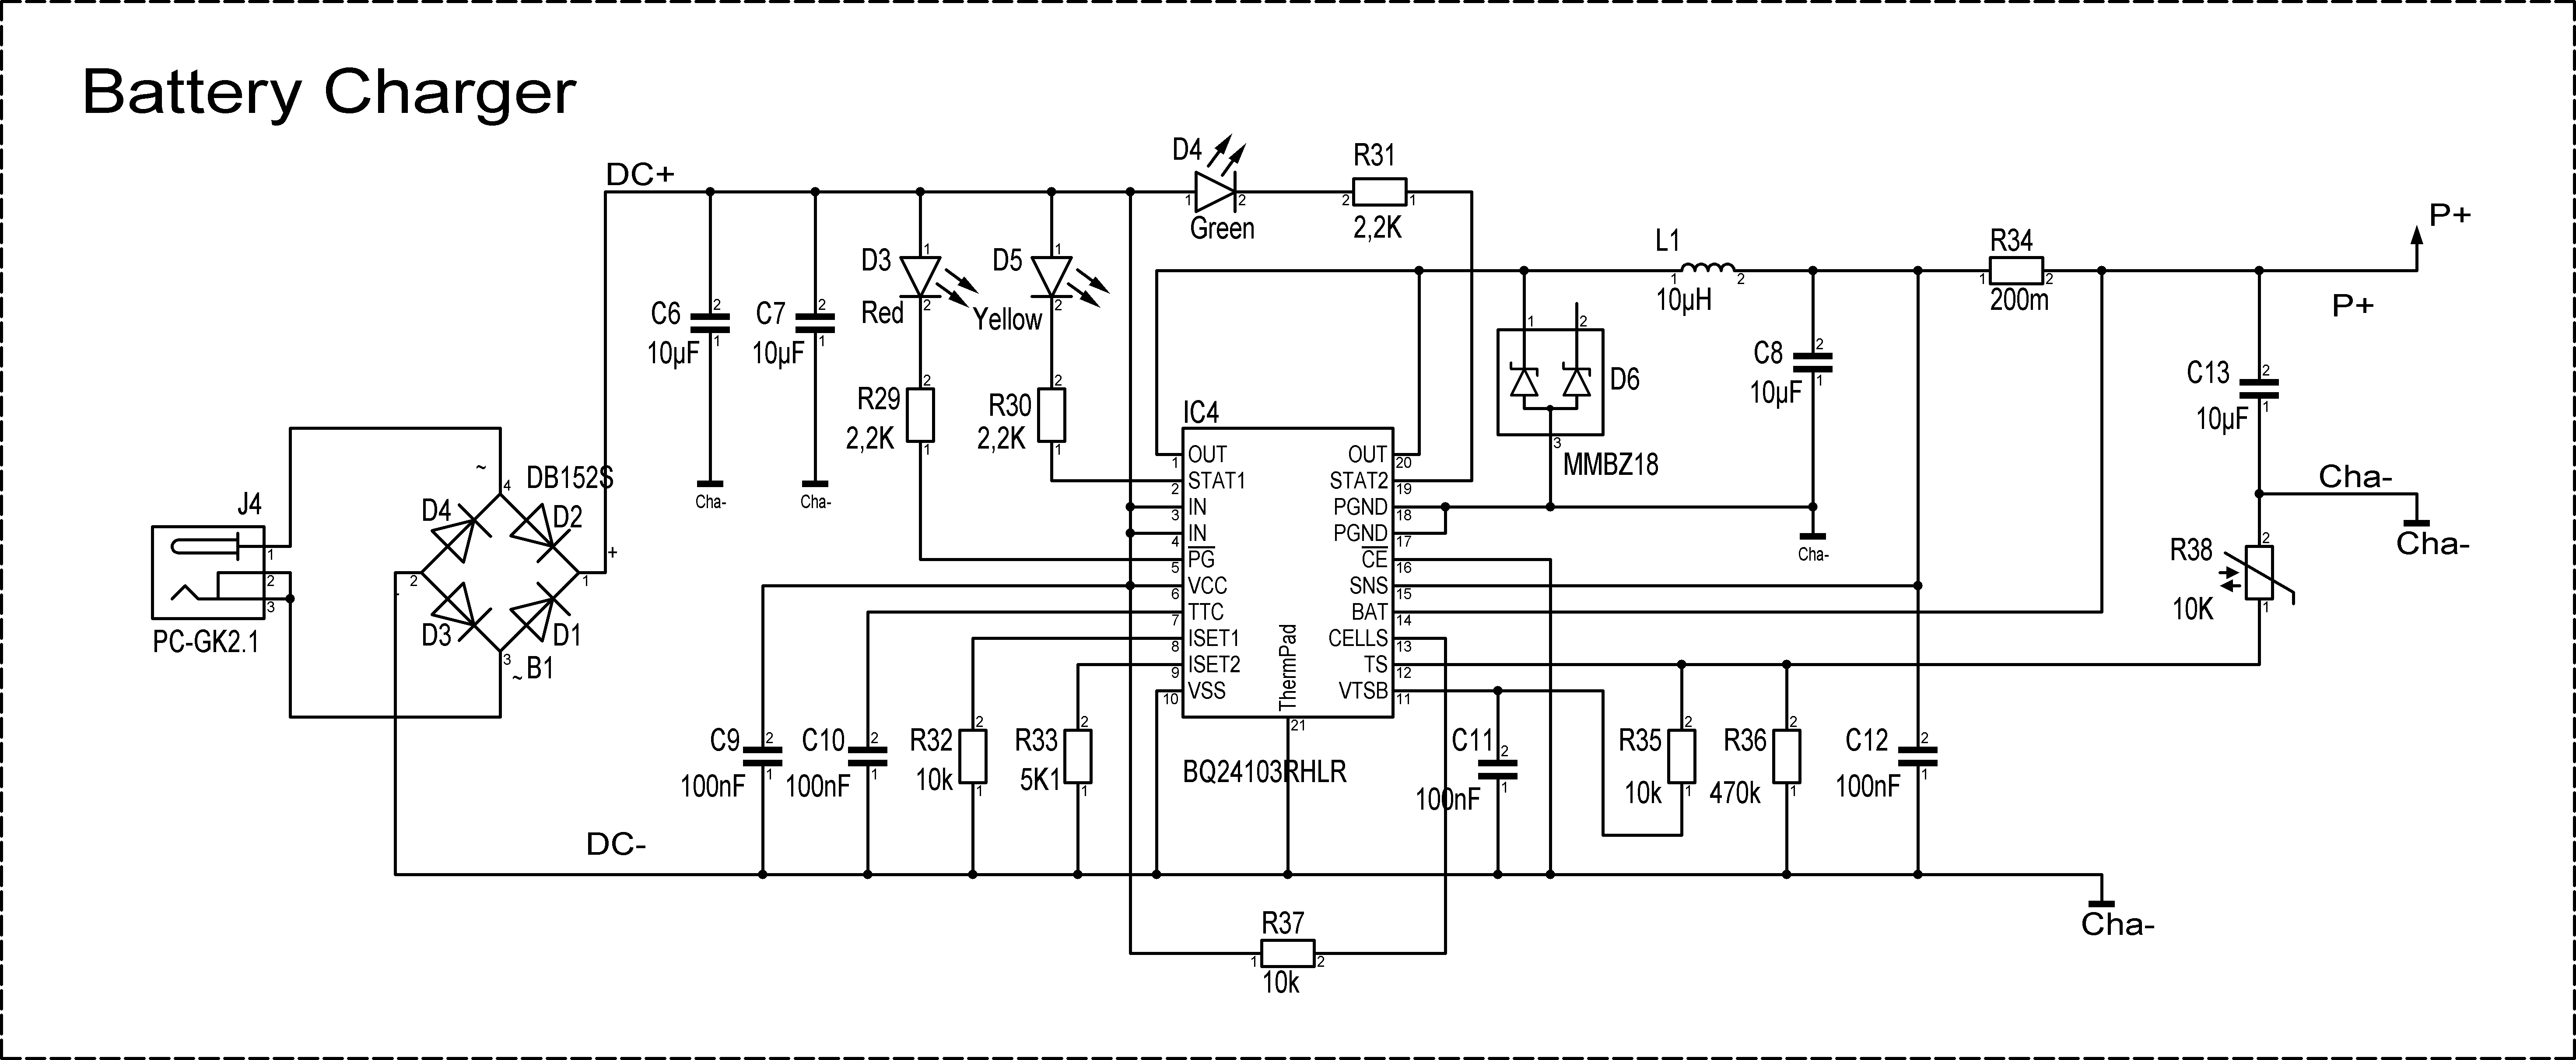 Battery Charger
DC+
D4
1 2
Green
R31
2 1
2,2K
P+
P+
L1
1 2
10µH
R34
1 2
200m
C6
2
1
10µF
Cha-
C7
2
1
10µF
Cha-
D3
1
2
Red
D5
1
2
Yellow
R29
2
1
2,2K
R30
2
1
2,2K
D6
1 2
3
MMBZ18
C8
2
1
10µF
Cha-
C13
2
1
10µF
Cha-
Cha-
R38
2
1
10K
J4
1
2
3
PC-GK2.1
DB152S
~ 4
D4 D2
2 1
- +
D3 D1
3
~ B1
IC4
1 OUT OUT 20
2 STAT1 STAT2 19
3 IN PGND 18
4 IN PGND 17
5 PG CE 16
6 VCC SNS 15
7 TTC BAT 14
8 ISET1 CELLS 13
9 ISET2 TS 12
10 VSS VTSB 11
ThermPad
21
BQ24103RHLR
C9
2
1
100nF
C10
2
1
100nF
R32
2
1
10k
R33
2
1
5K1
C11
2
1
100nF
R35
2
1
10k
R36
2
1
470k
C12
2
1
100nF
DC-
Cha-
R37
1 2
10k